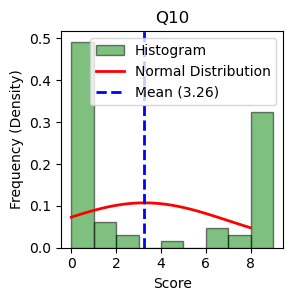 Q10
Histogram
Normal Distribution
Mean (3.26)
Frequency (Density)
0.5
0.4
0.3
0.2
0.1
0.0
0 2 4 6 8
Score